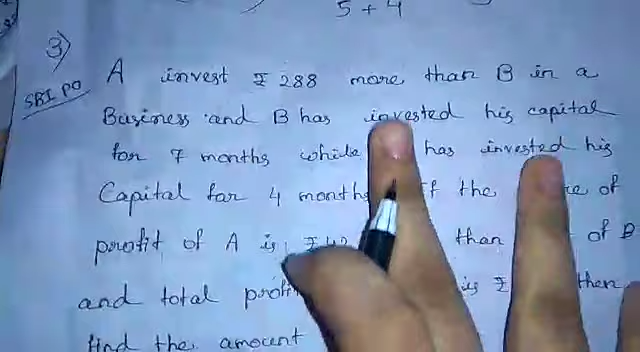 5 + 4
3)
SBI PO
A invest ₹ 288 more than B in a
Business and B has invested his capital
for 7 months while has invested his
Capital for 4 months If the of
profit of A is ₹ than of B
and total is ₹ then
find the amount